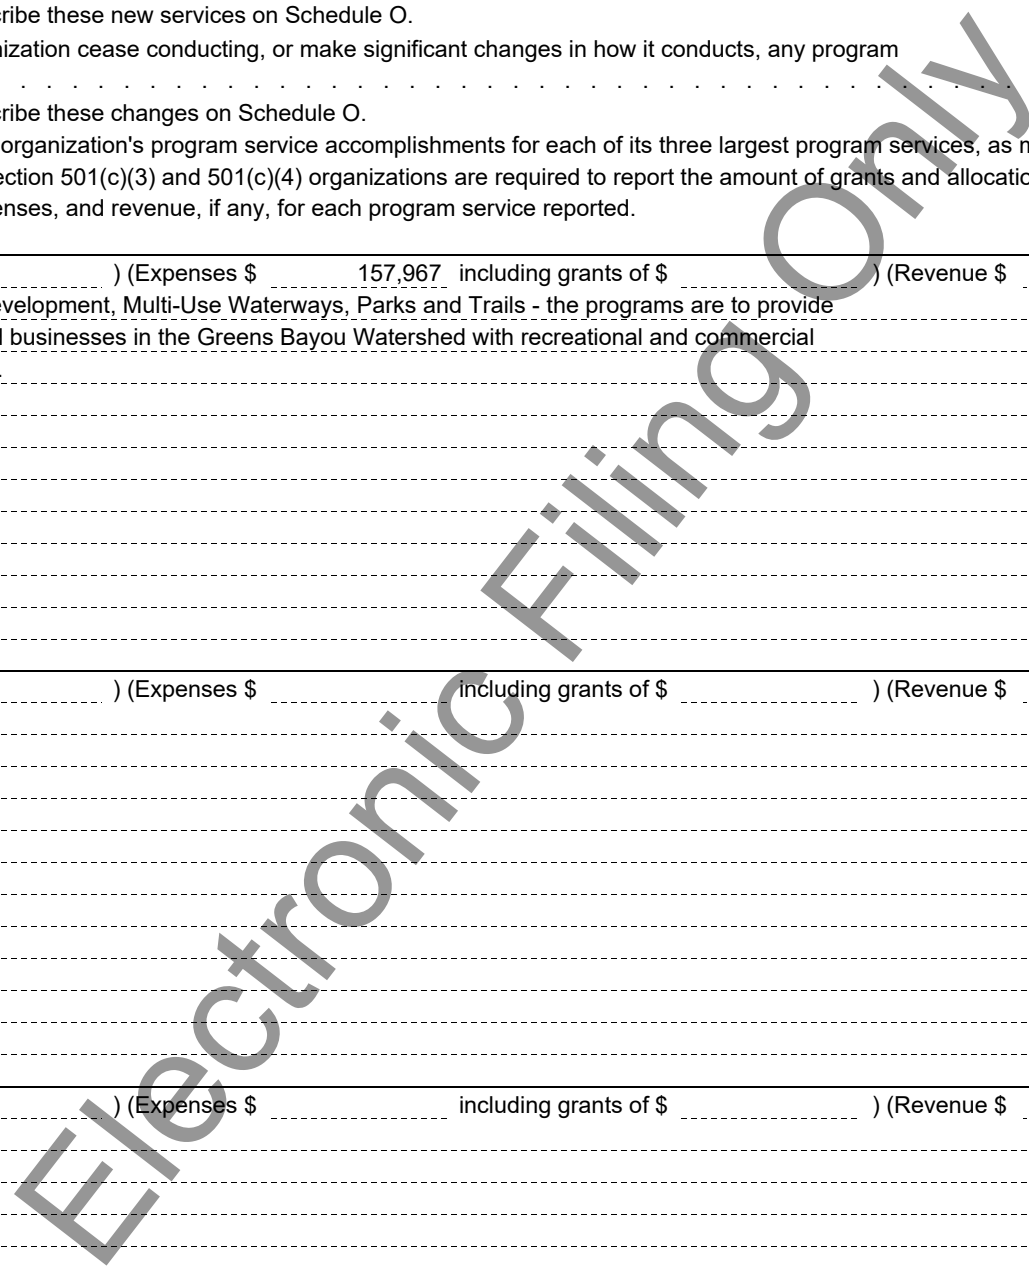 ribe these new services on Schedule O.
nization cease conducting, or make significant changes in how it conducts, any program
. . . . . . . . . . . . . . . . . . . . . . . . . . . . . . . . . . . . . . .
ribe these changes on Schedule O.
organization's program service accomplishments for each of its three largest program services, as m
ection 501(c)(3) and 501(c)(4) organizations are required to report the amount of grants and allocatio
enses, and revenue, if any, for each program service reported.
) (Expenses $ 157,967 including grants of $ ) (Revenue $
evelopment, Multi-Use Waterways, Parks and Trails - the programs are to provide
businesses in the Greens Bayou Watershed with recreational and commercial
.
) (Expenses $ including grants of $ ) (Revenue $
) (Expenses $ including grants of $ ) (Revenue $
Electronic Filing Only